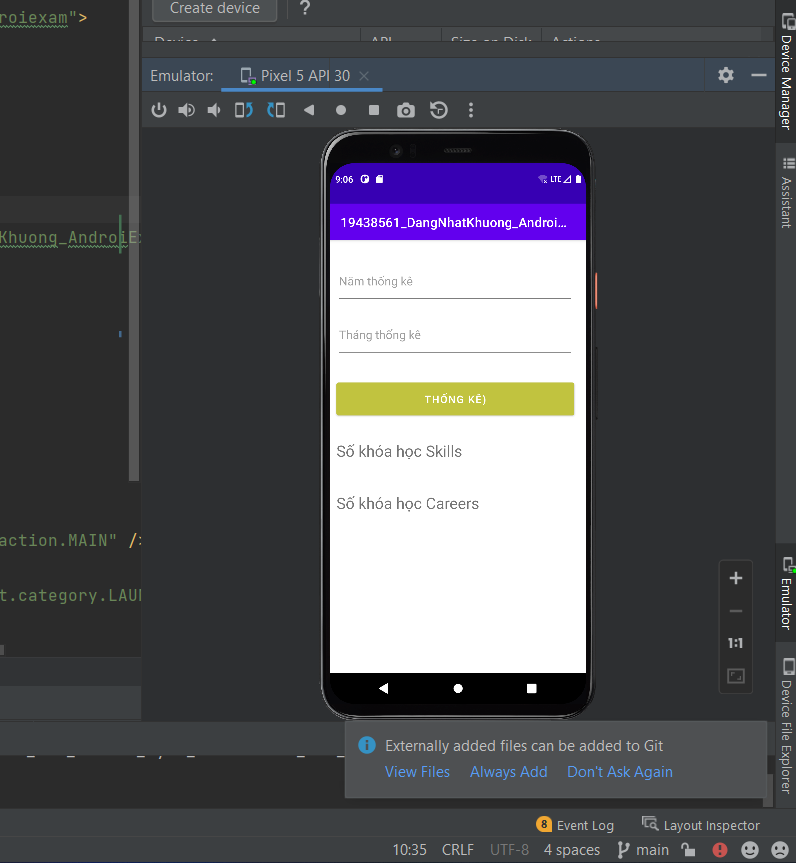 roiexam">
Create device
?
Device
API
Size on Disk
Actions
Emulator:
Pixel 5 API 30
9:06
LTE
19438561_DangNhatKhuong_Androi...
Khuong_AndroiE
Năm thống kê
Tháng thống kê
THỐNG KÊ)
Số khóa học Skills
Số khóa học Careers
action.MAIN" />
t.category.LAUN
1:1
Device Manager
Assistant
Emulator
Device File Explorer
Externally added files can be added to Git
View Files Always Add Don't Ask Again
8 Event Log Layout Inspector
10:35 CRLF UTF-8 4 spaces main